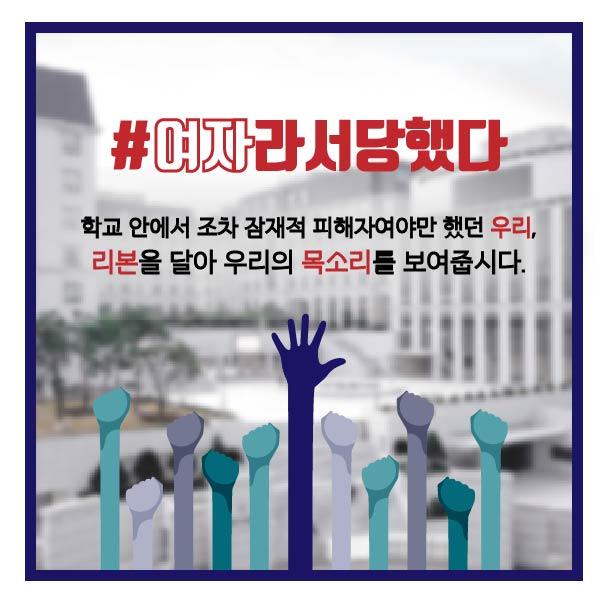 #여자라서당했다
학교 안에서 조차 잠재적 피해자여야만 했던 우리,
리본을 달아 우리의 목소리를 보여줍시다.